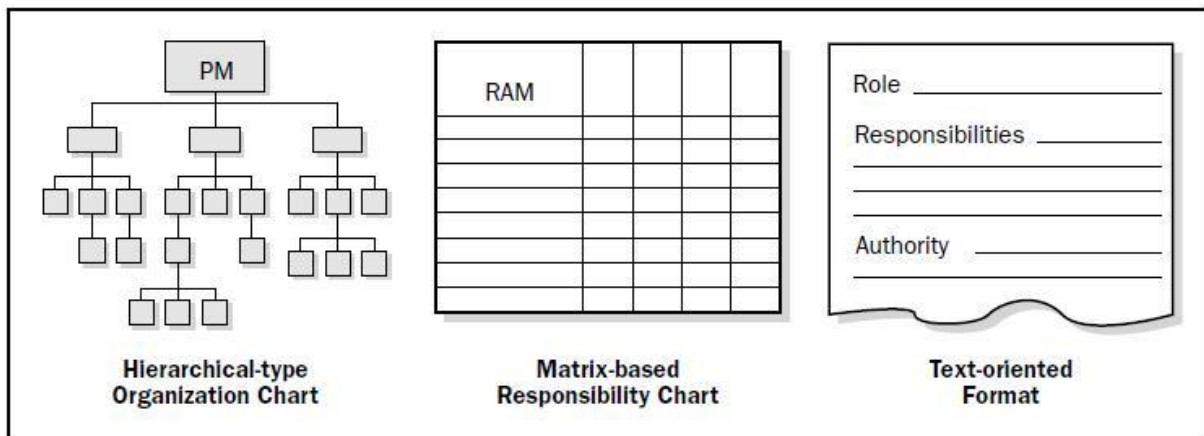 PM
RAM
Role
Responsibilities
Authority
Hierarchical-type
Organization Chart
Matrix-based
Responsibility Chart
Text-oriented
Format